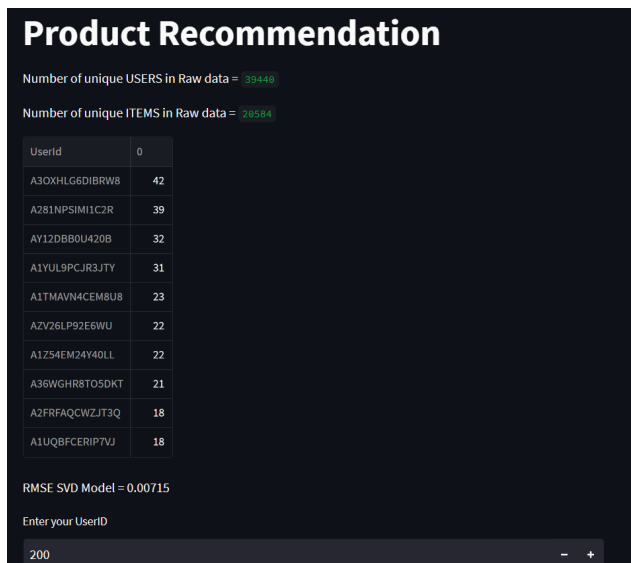 Product Recommendation
Number of unique USERS in Raw data = 39440
Number of unique ITEMS in Raw data = 20584
UserId 0
A3OXHLG6DIBRW8 42
A281NPSIMI1C2R 39
AY12DBB0U420B 32
A1YUL9PCJR3JTY 31
A1TMAVN4CEM8U8 23
AZV26LP92E6WU 22
A1Z54EM24Y40LL 22
A36WGHR8TO5DKT 21
A2FRFAQCWZJT3Q 18
A1UQBFCERIP7VJ 18
RMSE SVD Model = 0.00715
Enter your UserID
200 − +